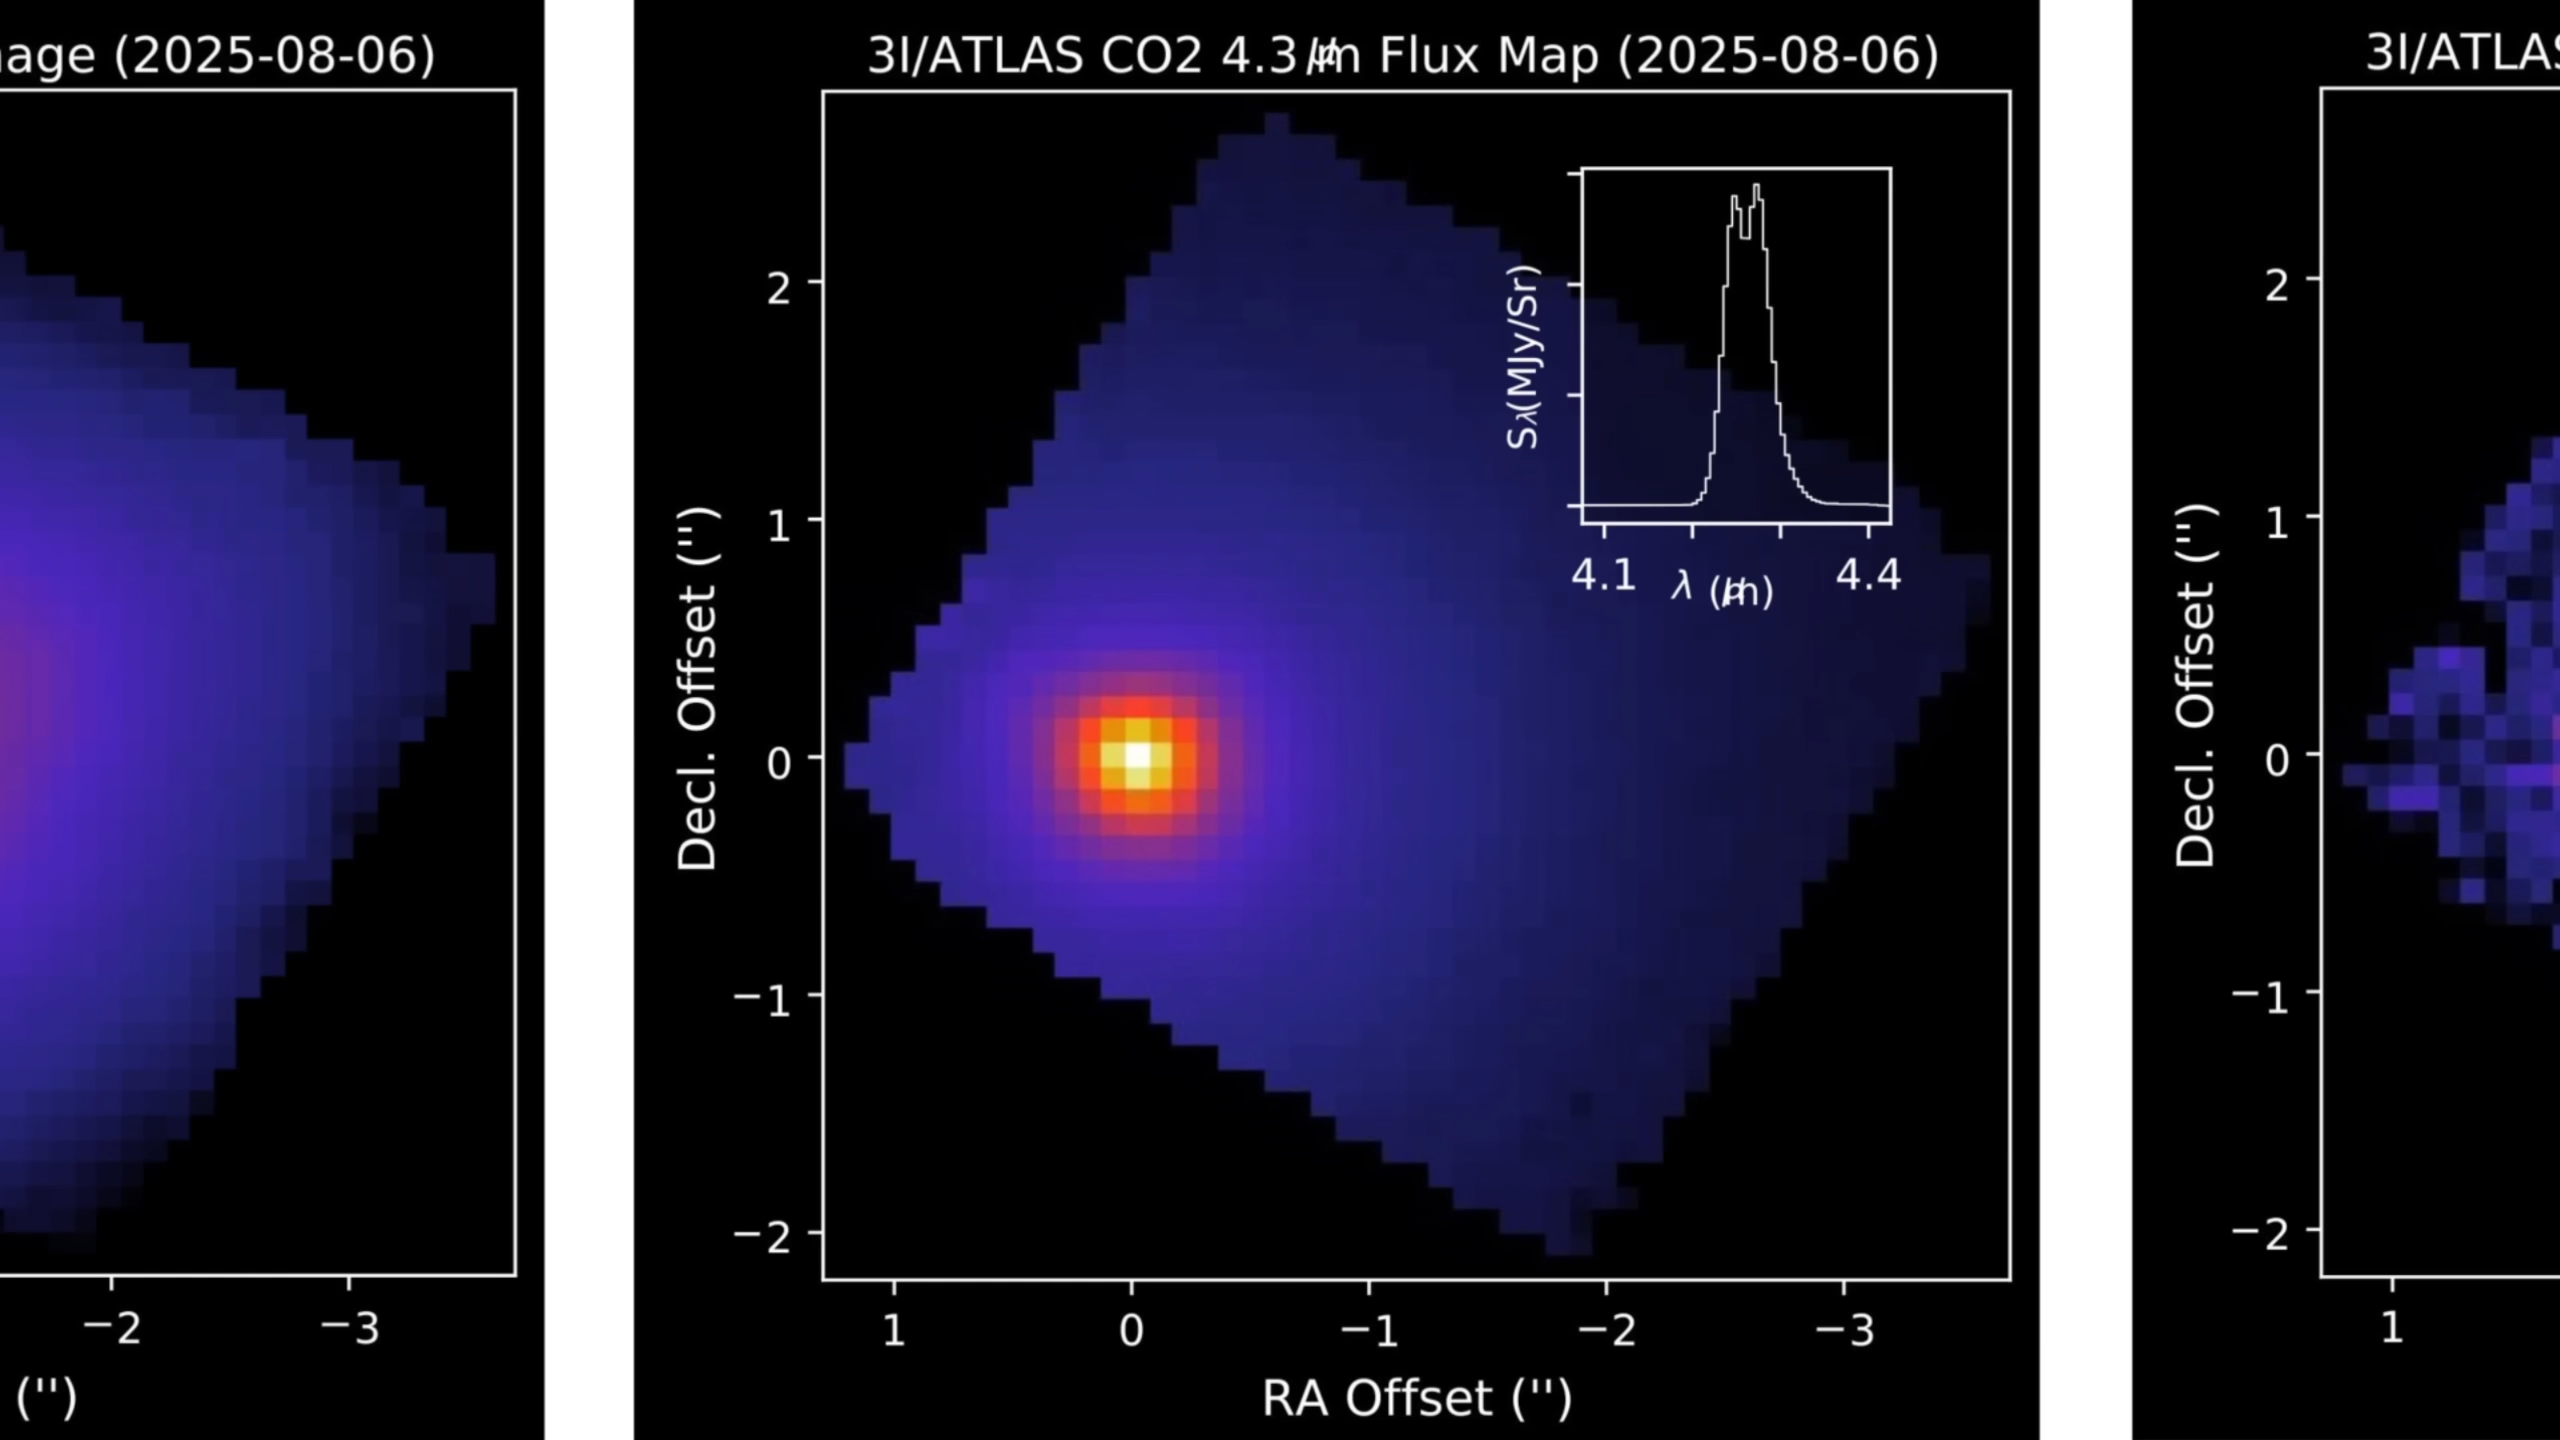 age (2025-08-06)
−2
−3
('')
3I/ATLAS CO2 4.3μm Flux Map (2025-08-06)
Decl. Offset ('')
2
1
0
−1
−2
1
0
−1
−2
−3
RA Offset ('')
Sλ(MJy/Sr)
4.1
4.4
λ (μm)
3I/ATLAS
Decl. Offset ('')
2
1
0
−1
−2
1